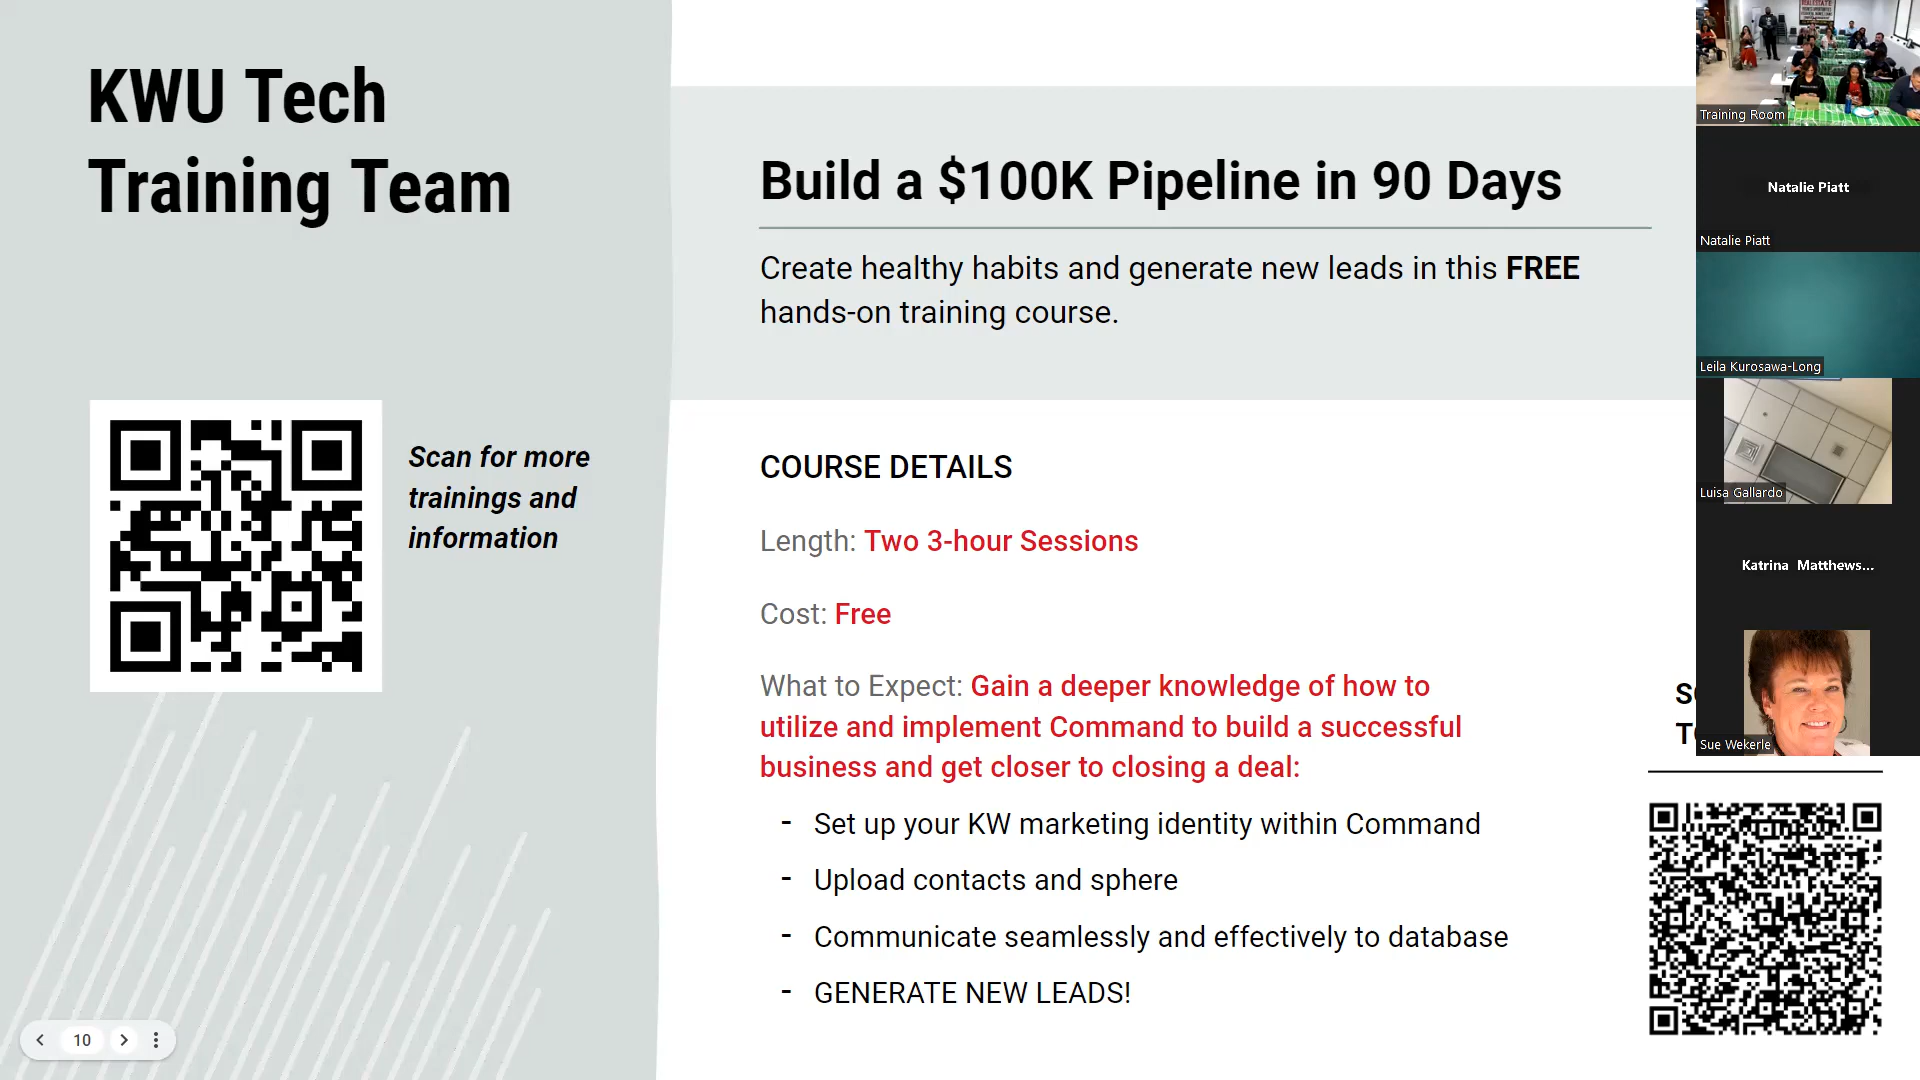 KWU Tech
Training Team
Build a $100K Pipeline in 90 Days
Create healthy habits and generate new leads in this FREE
hands-on training course.
Scan for more
trainings and
information
COURSE DETAILS
Length: Two 3-hour Sessions
Cost: Free
What to Expect: Gain a deeper knowledge of how to
utilize and implement Command to build a successful
business and get closer to closing a deal:
- Set up your KW marketing identity within Command
- Upload contacts and sphere
- Communicate seamlessly and effectively to database
- GENERATE NEW LEADS!
10
Training Room
Natalie Piatt
Natalie Piatt
Leila Kurosawa-Long
Luisa Gallardo
Katrina Matthews...
Sue Wekerle